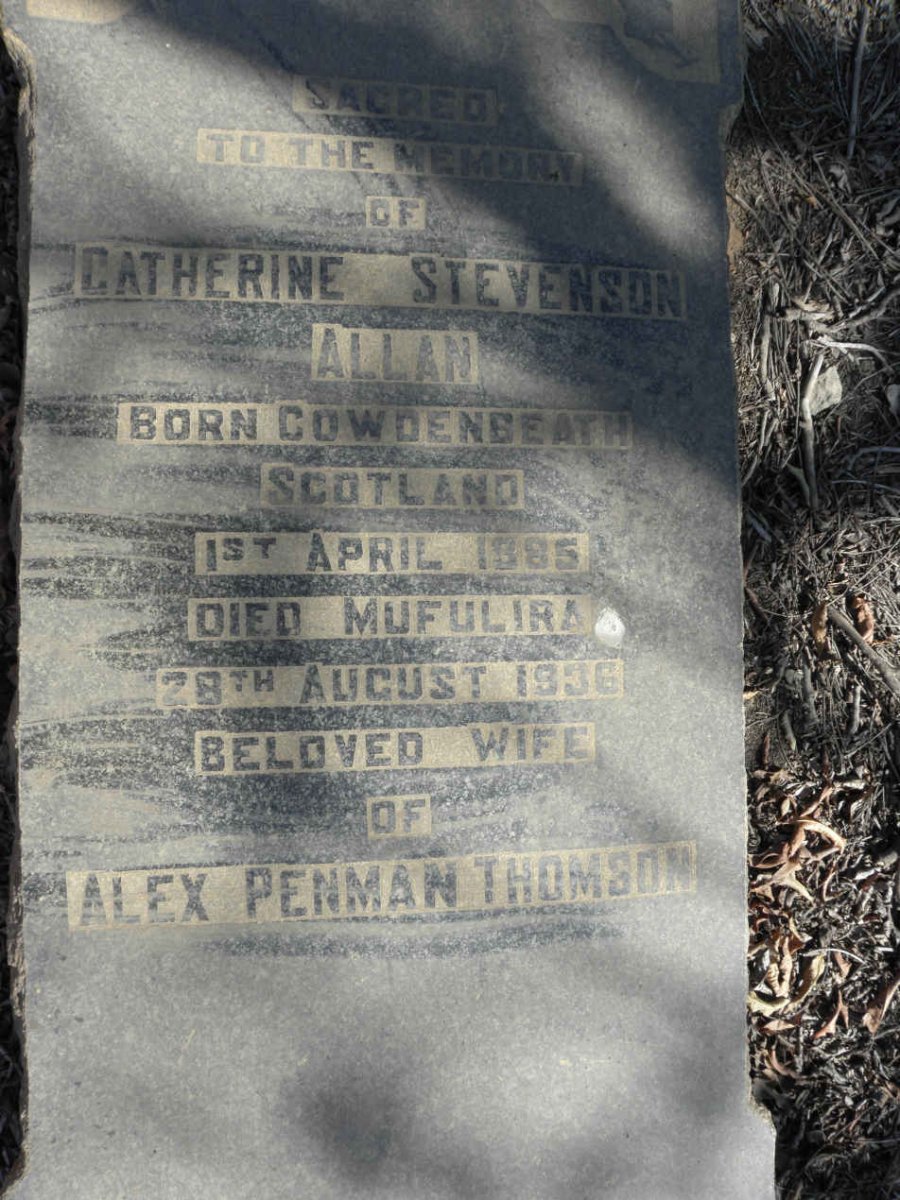 SACRED
TO THE MEMORY
OF
CATHERINE STEVENSON
ALLAN
BORN COWDENBEATH
SCOTLAND
1ST APRIL
DIED MUFULIRA
28TH AUGUST 1936
BELOVED WIFE
OF
ALEX PENMAN THOMSON